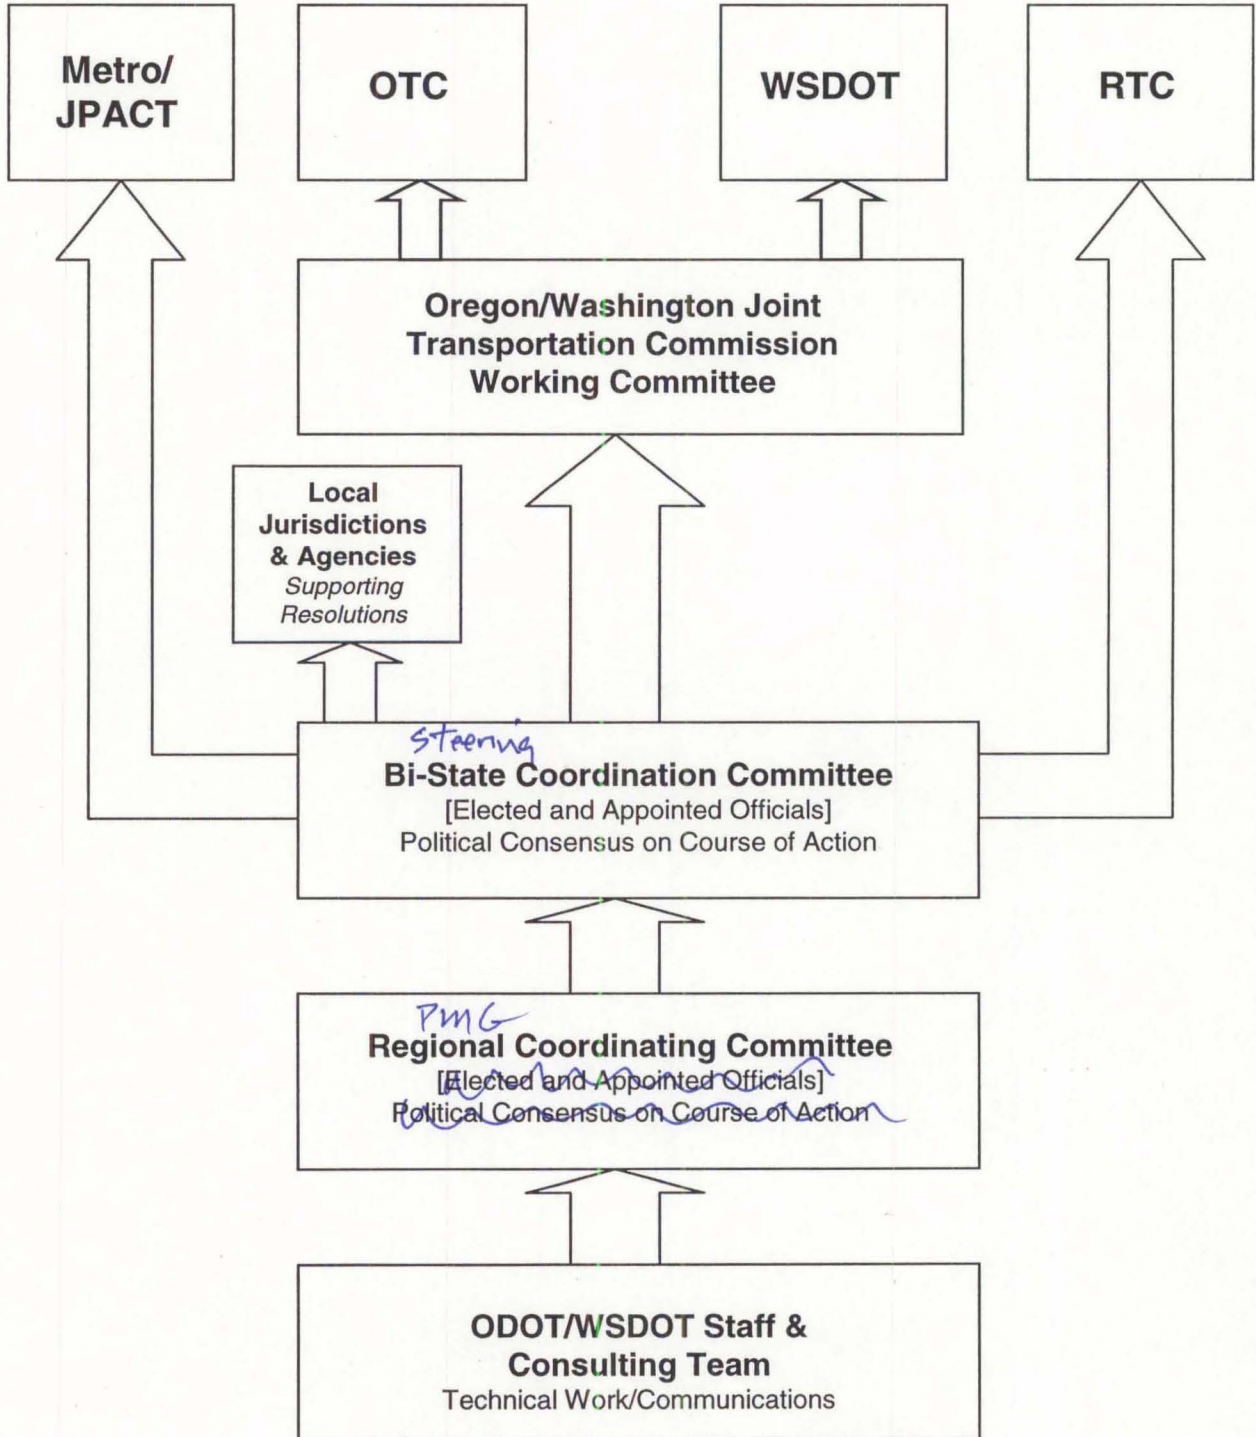 Metro/
JPACT
OTC
WSDOT
RTC
Oregon/Washington Joint
Transportation Commission
Working Committee
Local
Jurisdictions
& Agencies
Supporting
Resolutions
Steering
Bi-State Coordination Committee
[Elected and Appointed Officials]
Political Consensus on Course of Action
PMG
Regional Coordinating Committee
[Elected and Appointed Officials]
Political Consensus on Course of Action
ODOT/WSDOT Staff &
Consulting Team
Technical Work/Communications